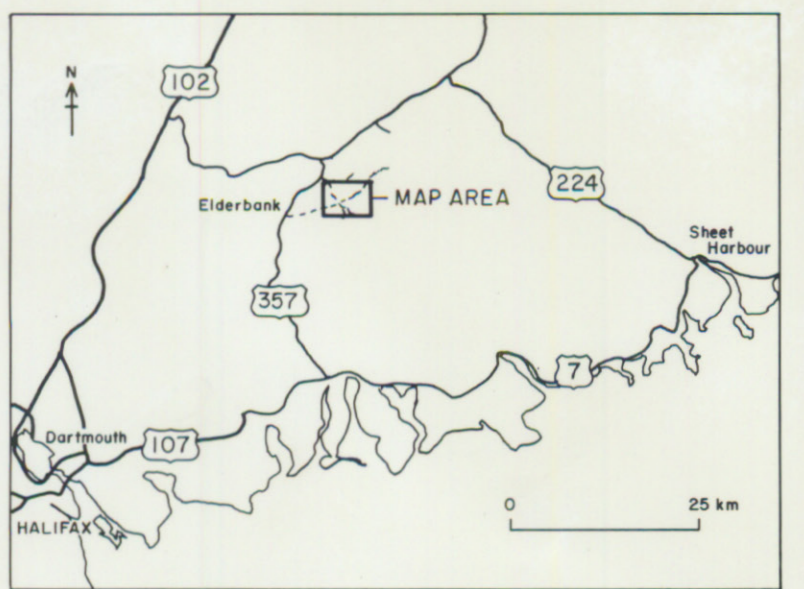 N
102
224
Elderbank
MAP AREA
Sheet
Harbour
357
7
Dartmouth
107
0 25 km
HALIFAX